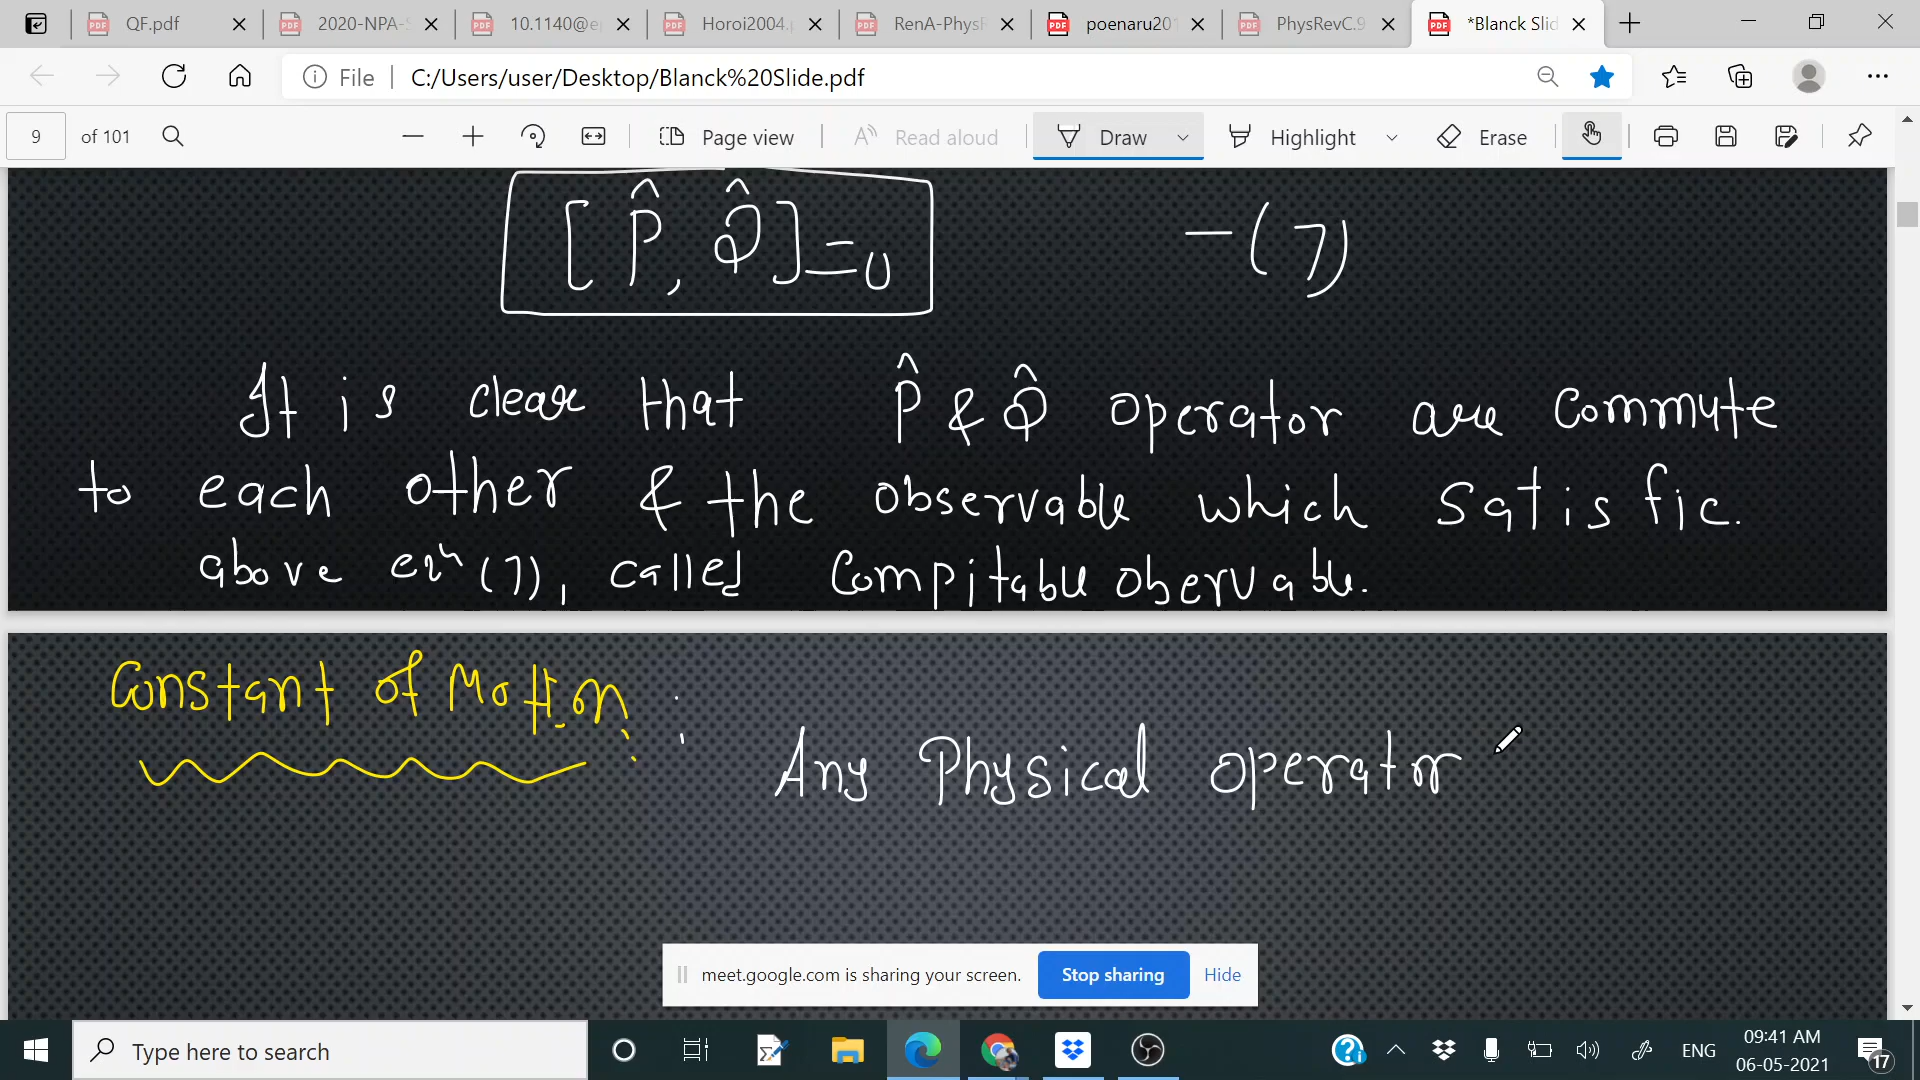 QF.pdf
2020-NPA-S
10.1140@e
Horoi2004.
RenA-PhysR
poenaru201
PhysRevC.9
*Blanck Slid
File
C:/Users/user/Desktop/Blanck%20Slide.pdf
9 of 101
Page view
Read aloud
Draw
Highlight
Erase
[P̂, Q̂]=0 —(7)
It is clear that P̂ & Q̂ operator are commute
to each other & the observable which satisfic.
above eqn (7), called Compitable obervable.
Constant of Motion : Any Physical operator
meet.google.com is sharing your screen. Stop sharing Hide
Type here to search
ENG
09:41 AM
06-05-2021
17